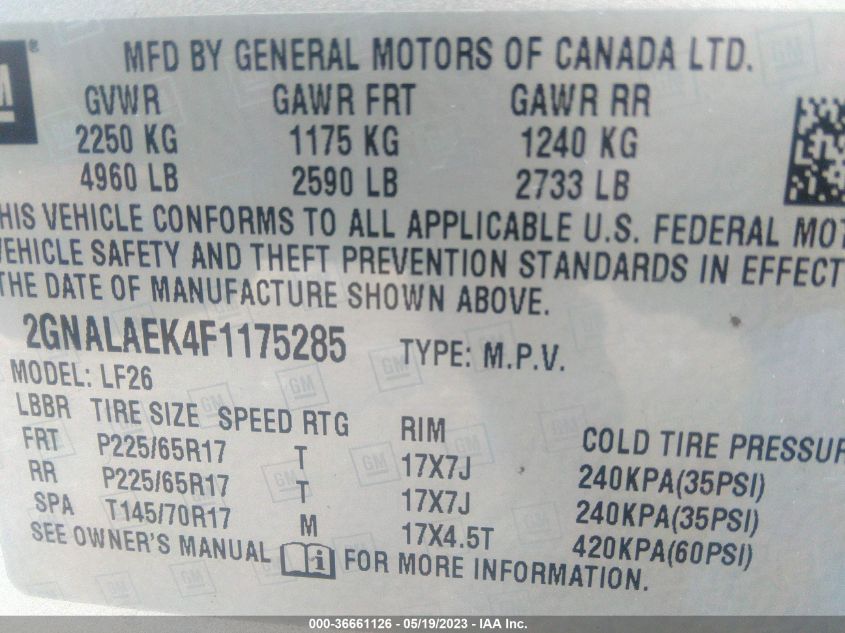 GM ®
MFD BY GENERAL MOTORS OF CANADA LTD.
GVWR GAWR FRT GAWR RR
2250 KG 1175 KG 1240 KG
4960 LB 2590 LB 2733 LB
HIS VEHICLE CONFORMS TO ALL APPLICABLE U.S. FEDERAL MOT
VEHICLE SAFETY AND THEFT PREVENTION STANDARDS IN EFFECT
THE DATE OF MANUFACTURE SHOWN ABOVE.
2GNALAEK4F1175285 TYPE: M.P.V.
MODEL: LF26
LBBR TIRE SIZE SPEED RTG RIM COLD TIRE PRESSUR
FRT P225/65R17 T 17X7J 240KPA(35PSI)
RR P225/65R17 T 17X7J 240KPA(35PSI)
SPA T145/70R17 M 17X4.5T 420KPA(60PSI)
SEE OWNER'S MANUAL i FOR MORE INFORMATION.
000-36661126 - 05/19/2023 - IAA Inc.